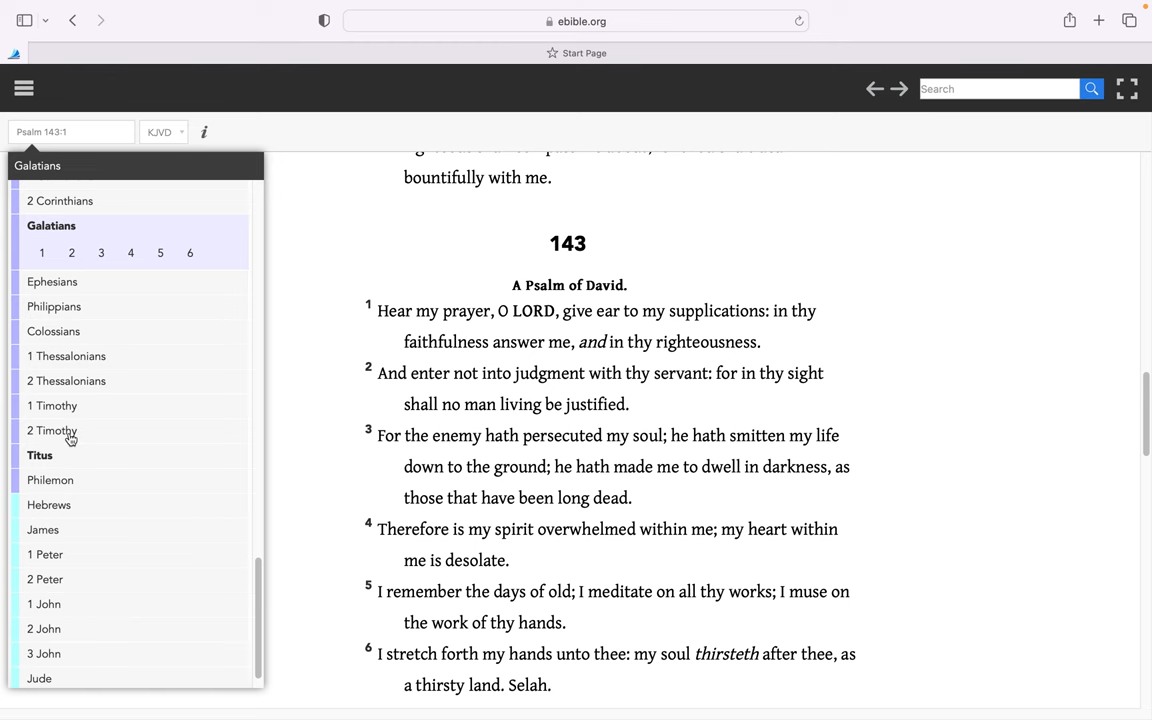 ebible.org
Start Page
Search
Psalm 143:1
KJVD
i
Galatians
2 Corinthians
Galatians
1 2 3 4 5 6
Ephesians
Philippians
Colossians
1 Thessalonians
2 Thessalonians
1 Timothy
2 Timothy
Titus
Philemon
Hebrews
James
1 Peter
2 Peter
1 John
2 John
3 John
Jude
bountifully with me.
143
A Psalm of David.
1 Hear my prayer, O LORD, give ear to my supplications: in thy
faithfulness answer me, and in thy righteousness.
2 And enter not into judgment with thy servant: for in thy sight
shall no man living be justified.
3 For the enemy hath persecuted my soul; he hath smitten my life
down to the ground; he hath made me to dwell in darkness, as
those that have been long dead.
4 Therefore is my spirit overwhelmed within me; my heart within
me is desolate.
5 I remember the days of old; I meditate on all thy works; I muse on
the work of thy hands.
6 I stretch forth my hands unto thee: my soul thirsteth after thee, as
a thirsty land. Selah.